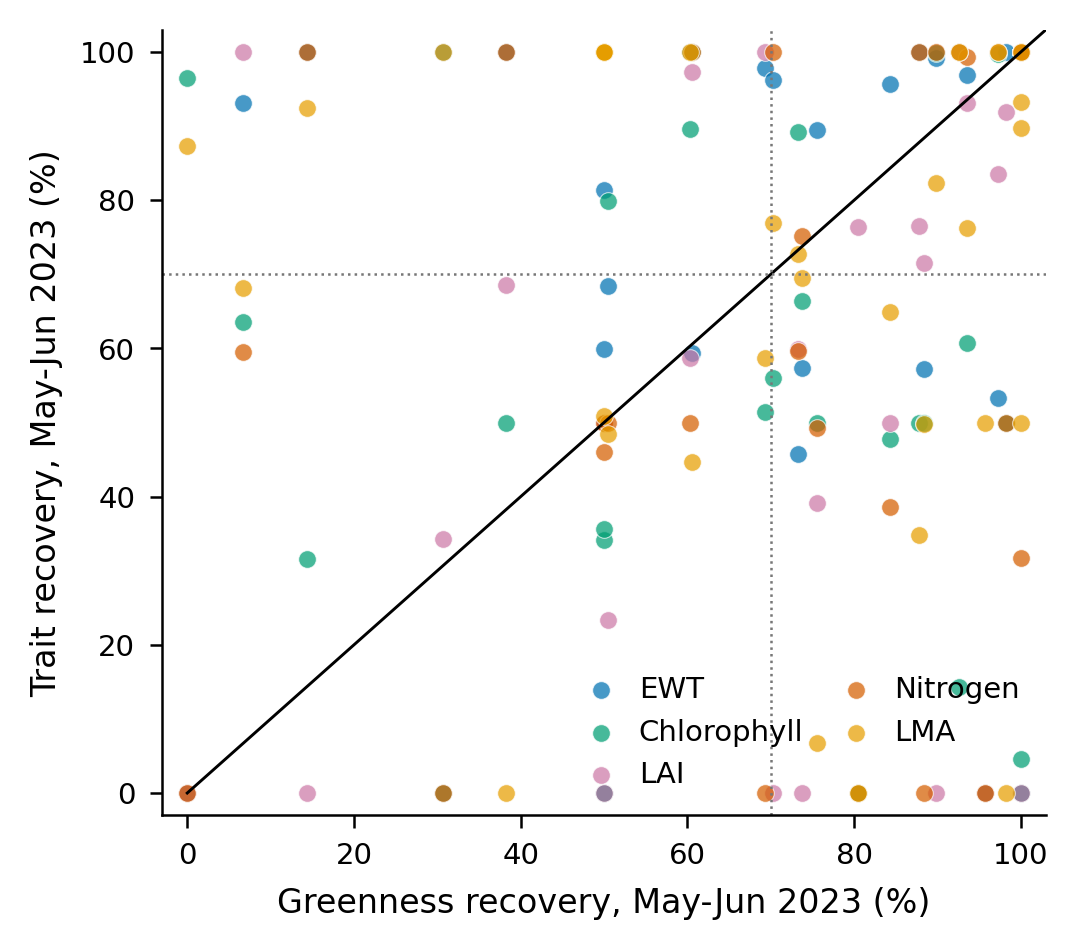 Trait recovery, May-Jun 2023 (%)
100
80
60
40
20
0
EWT
Chlorophyll
LAI
Nitrogen
LMA
0 20 40 60 80 100
Greenness recovery, May-Jun 2023 (%)